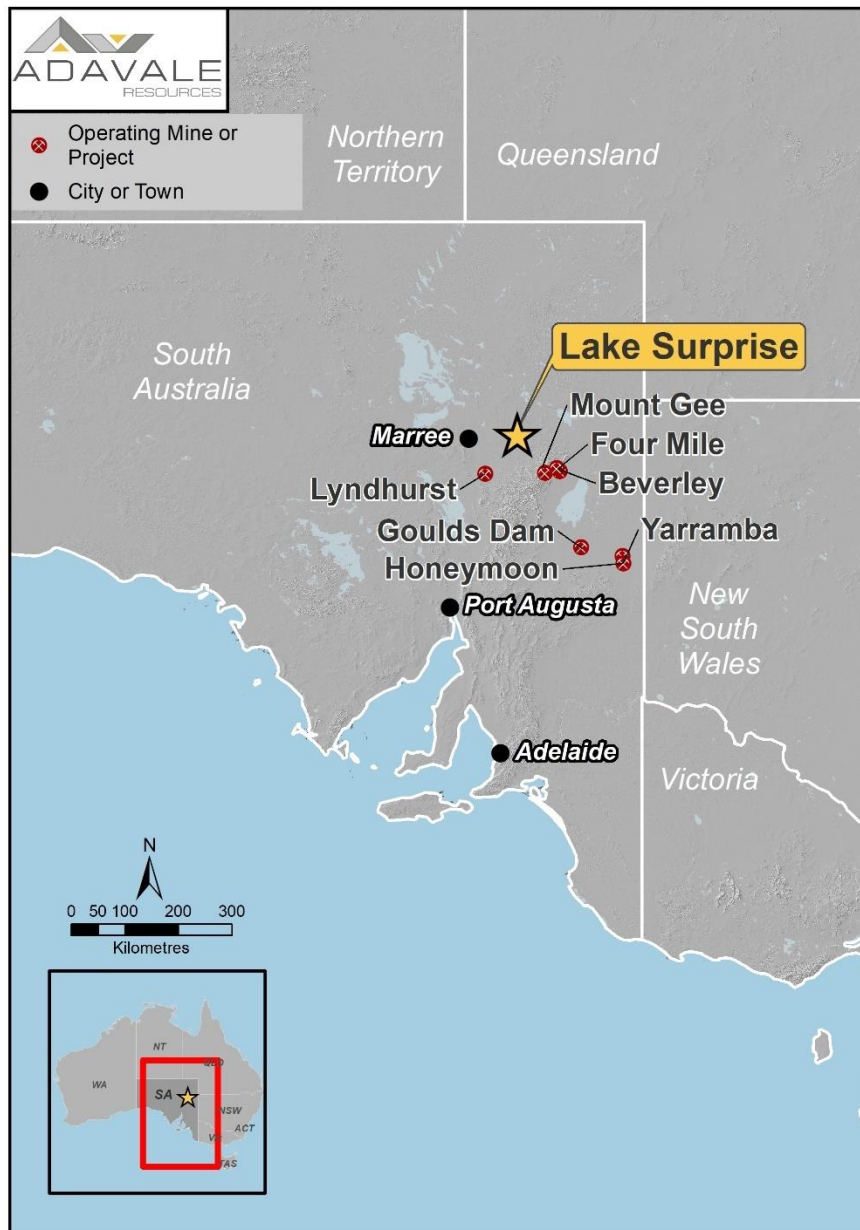 ADAVALE
RESOURCES
Operating Mine or
Project
City or Town
Northern
Territory
Queensland
South
Australia
Lake Surprise
Marree
Mount Gee
Four Mile
Lyndhurst
Beverley
Goulds Dam
Yarramba
Honeymoon
Port Augusta
New
South
Wales
Adelaide
Victoria
N
0 50 100 200 300
Kilometres
NT
QLD
WA
SA
NSW
ACT
VIC
TAS